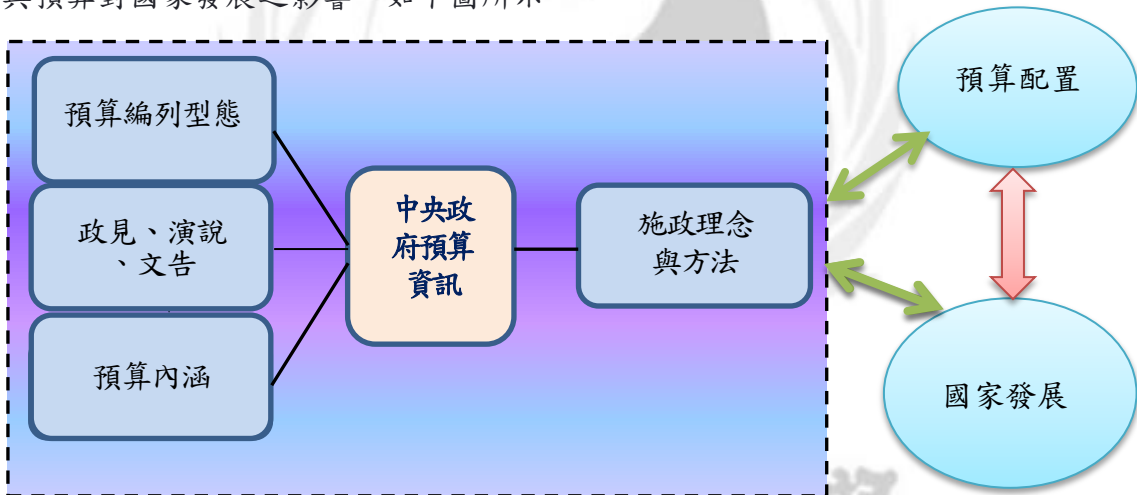 與預算對國家發展之影響，如下圖所示
預算編列型態
政見、演說
、文告
預算內涵
中央政
府預算
資訊
施政理念
與方法
預算配置
國家發展